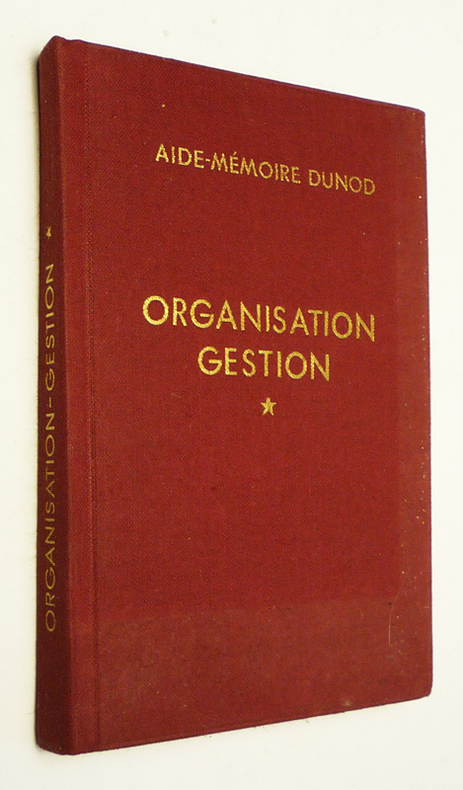 AIDE-MÉMOIRE DUNOD
ORGANISATION
GESTION
ORGANISATION-GESTION